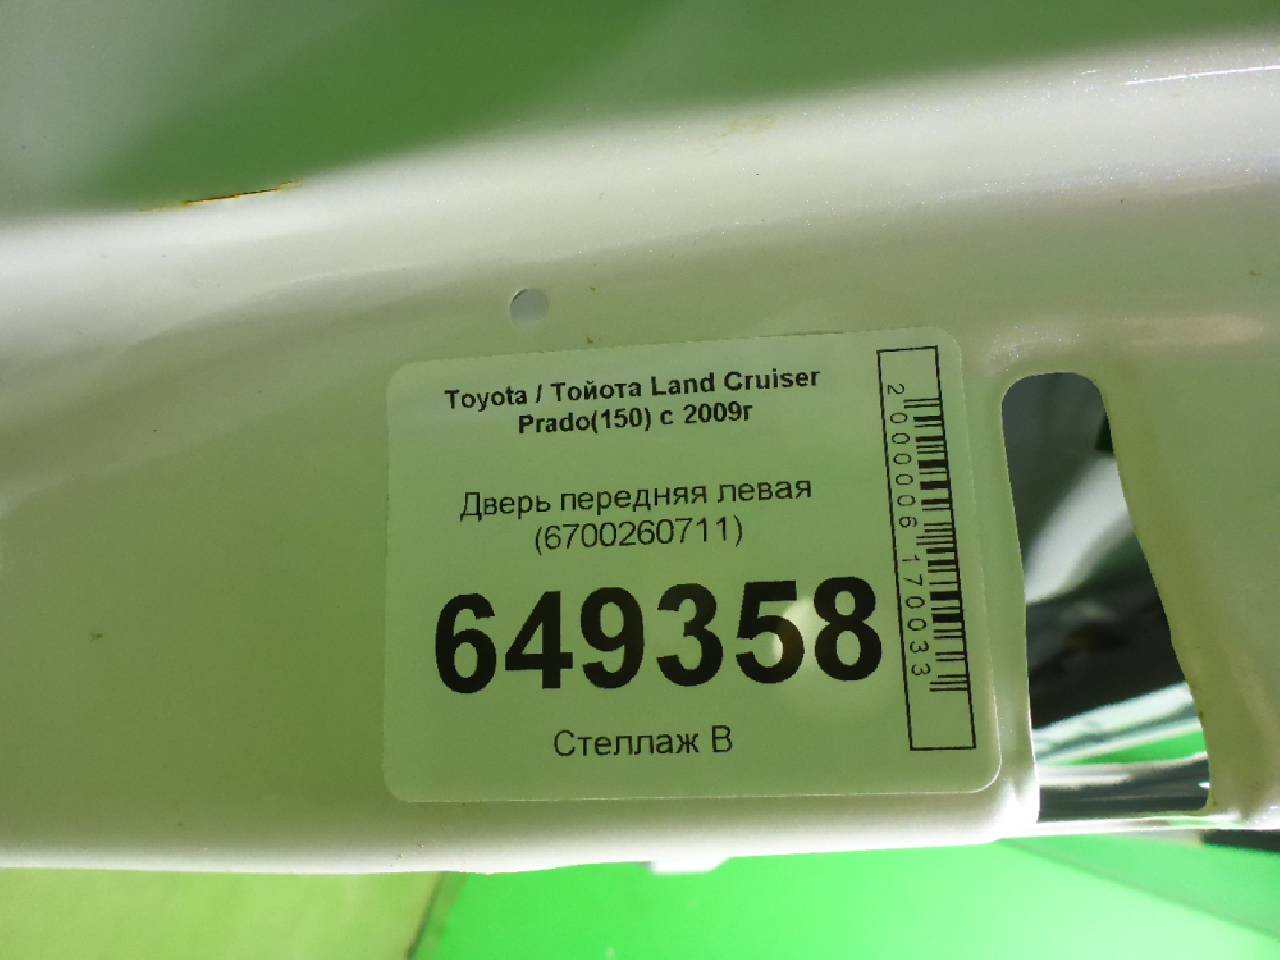 Toyota / Тойота Land Cruiser
Prado(150) с 2009г
Дверь передняя левая
(6700260711)
649358
Стеллаж В
2000006170033